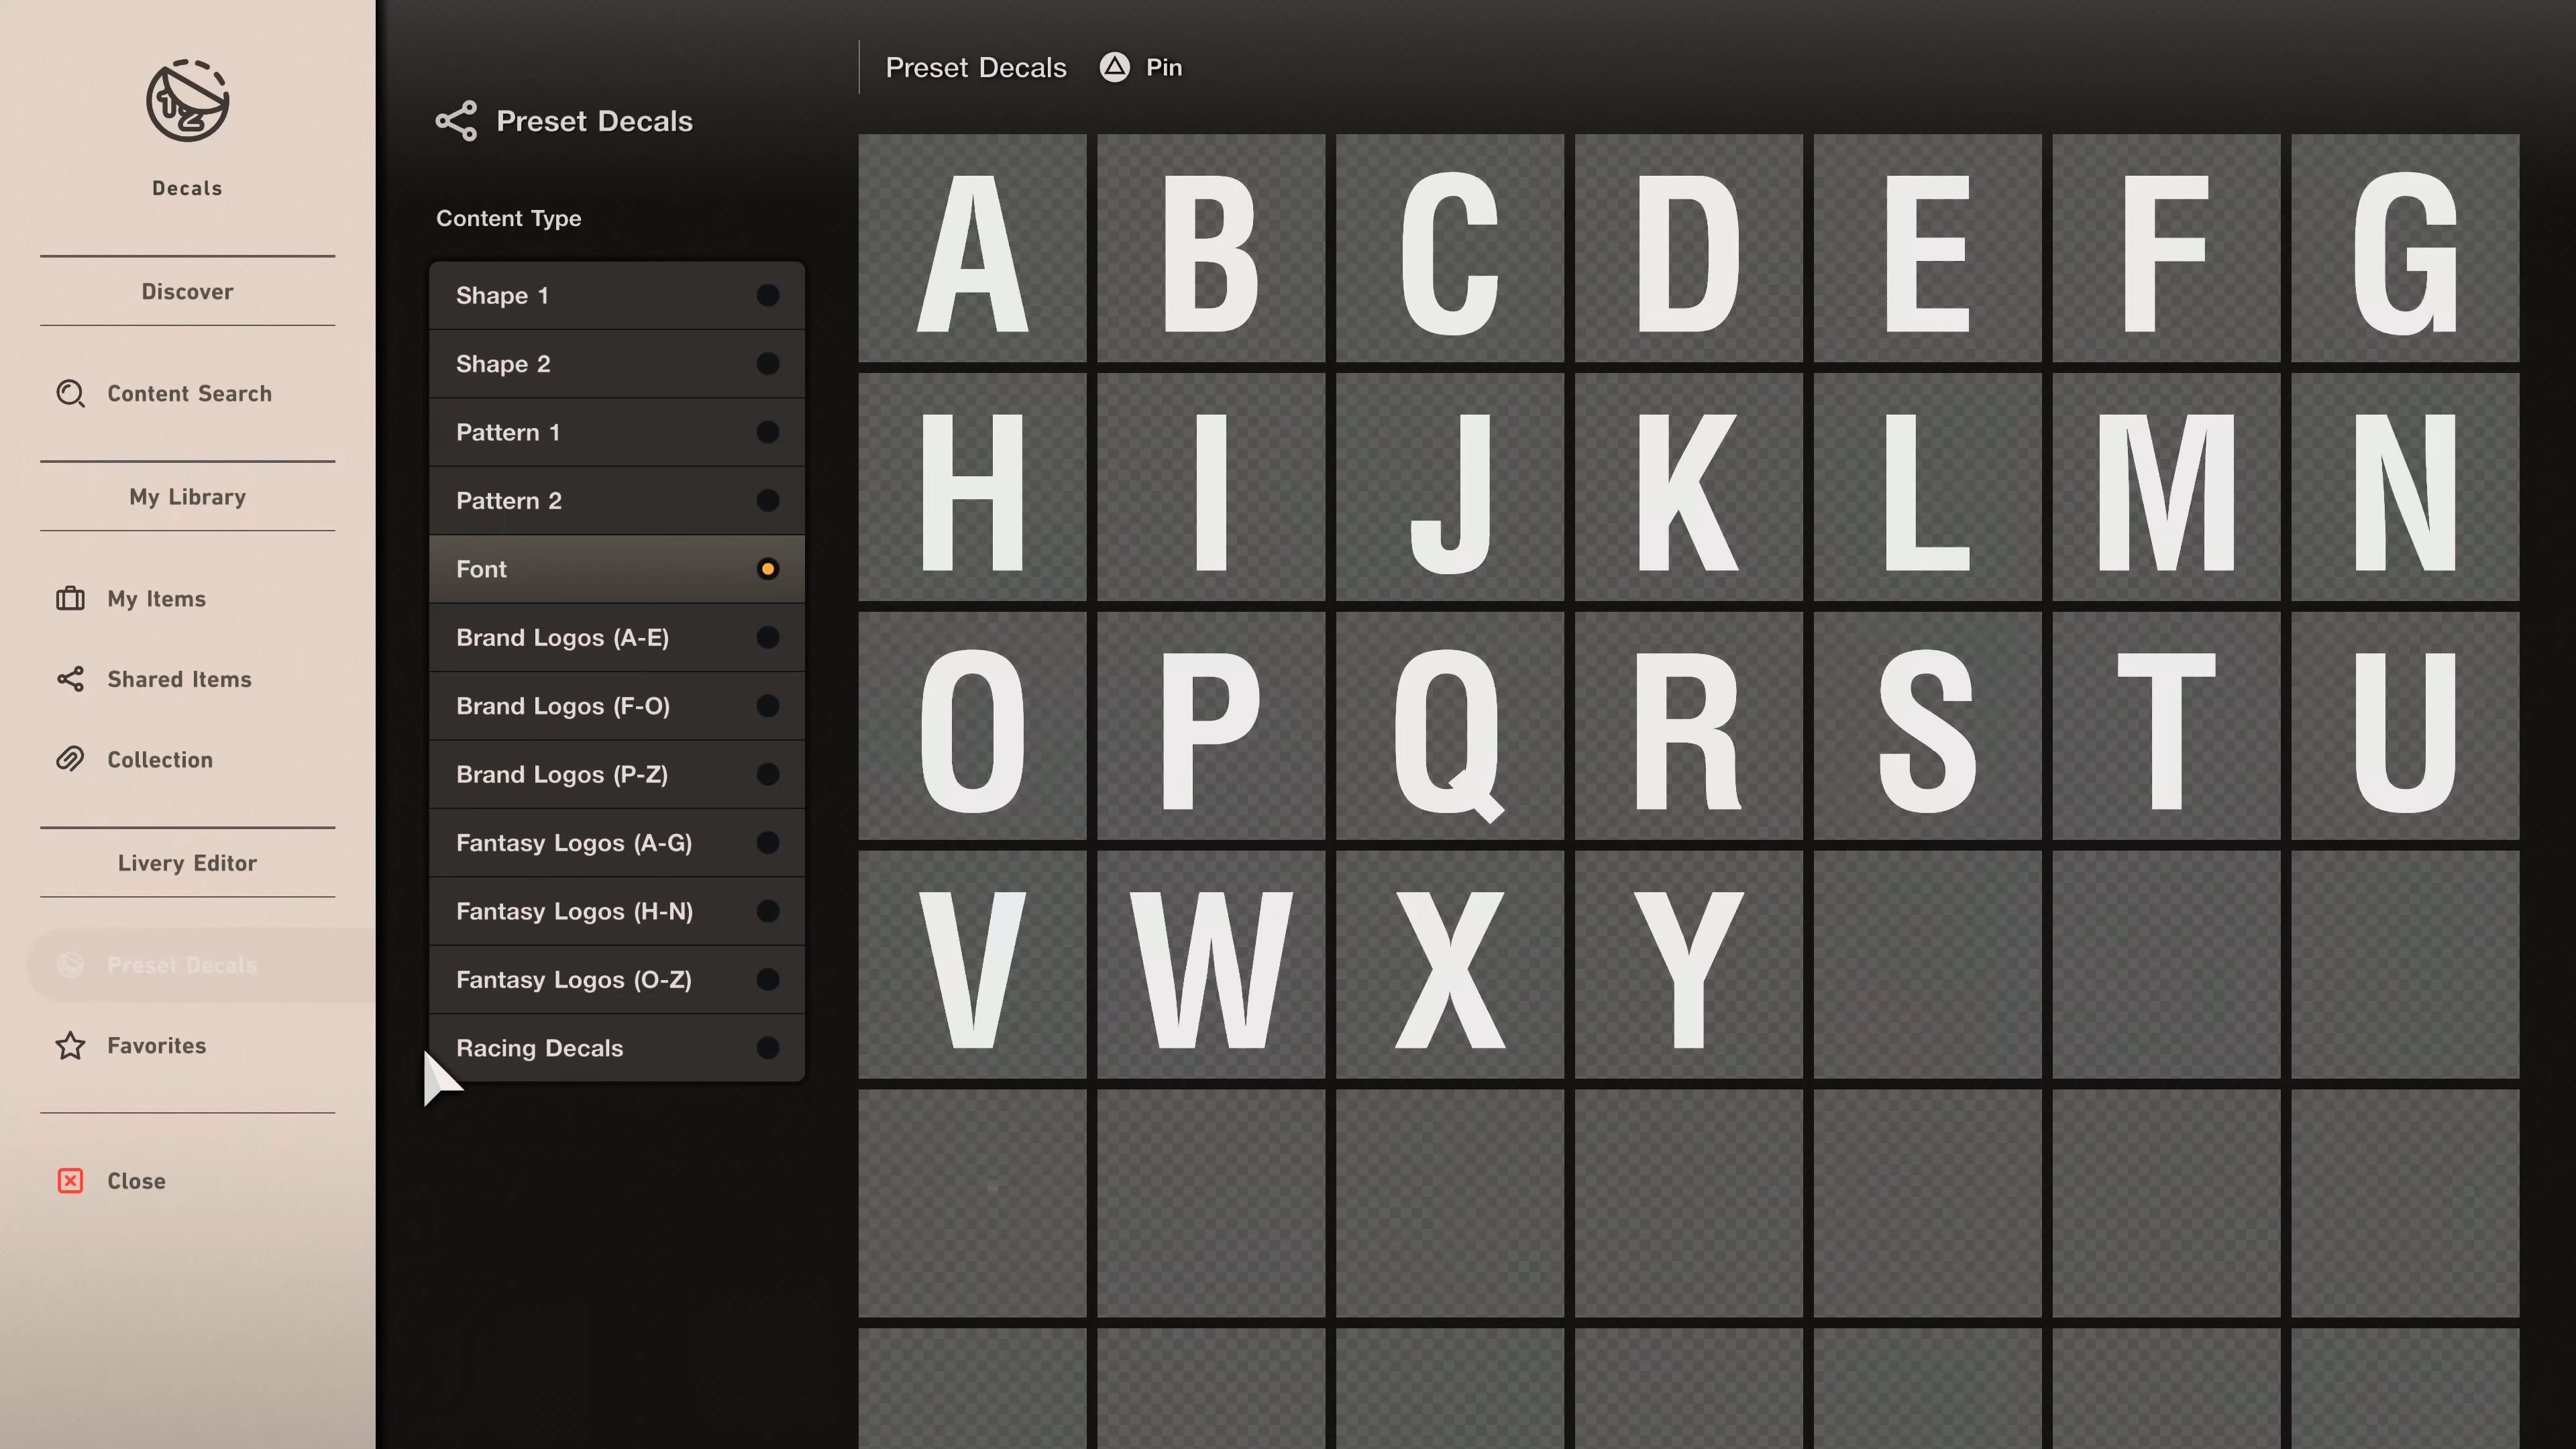 Decals
Discover
Content Search
My Library
My Items
Shared Items
Collection
Livery Editor
Preset Decals
Favorites
Close
Preset Decals
Content Type
Shape 1
Shape 2
Pattern 1
Pattern 2
Font
Brand Logos (A-E)
Brand Logos (F-O)
Brand Logos (P-Z)
Fantasy Logos (A-G)
Fantasy Logos (H-N)
Fantasy Logos (O-Z)
Racing Decals
Preset Decals Pin
A B C D E F G
H I J K L M N
O P Q R S T U
V W X Y